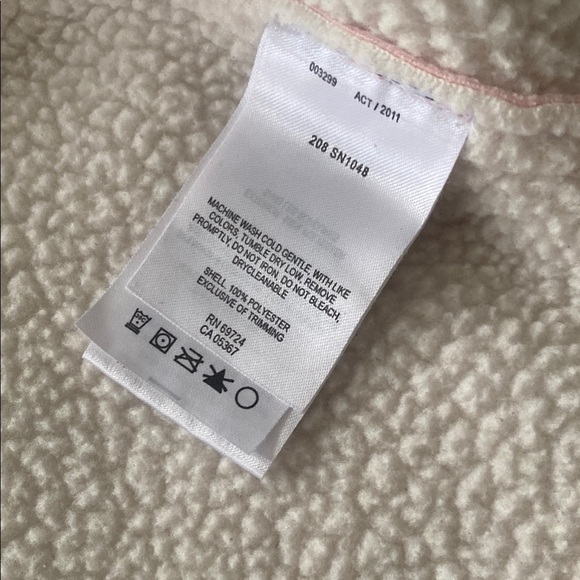 003299 ACT / 2011
208 SN1048
MACHINE WASH COLD GENTLE, WITH LIKE
COLORS, TUMBLE DRY LOW, REMOVE
PROMPTLY, DO NOT IRON, DO NOT BLEACH,
DRYCLEANABLE
SHELL, 100% POLYESTER
EXCLUSIVE OF TRIMMING
RN 69724
CA 05367